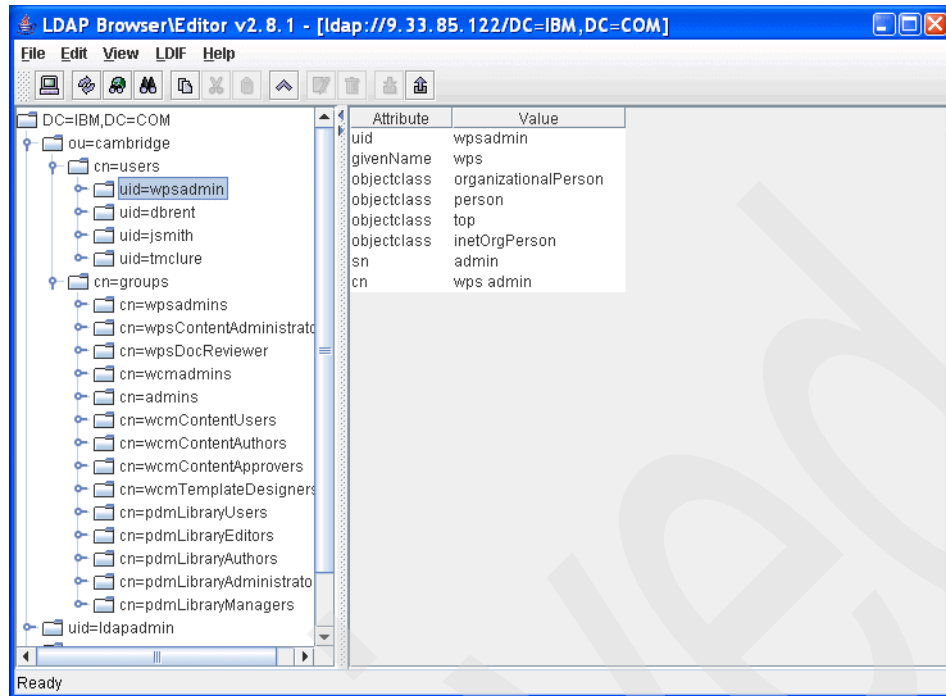 LDAP Browser\Editor v2.8.1 - [ldap://9.33.85.122/DC=IBM,DC=COM]
File Edit View LDIF Help
DC=IBM,DC=COM
ou=cambridge
cn=users
uid=wpsadmin
uid=dbrent
uid=jsmith
uid=tmclure
cn=groups
cn=wpsadmins
cn=wpsContentAdministratc
cn=wpsDocReviewer
cn=wcmadmins
cn=admins
cn=wcmContentUsers
cn=wcmContentAuthors
cn=wcmContentApprovers
cn=wcmTemplateDesigners
cn=pdmLibraryUsers
cn=pdmLibraryEditors
cn=pdmLibraryAuthors
cn=pdmLibraryAdministrato
cn=pdmLibraryManagers
uid=ldapadmin
Attribute Value
uid wpsadmin
givenName wps
objectclass organizationalPerson
objectclass person
objectclass top
objectclass inetOrgPerson
sn admin
cn wps admin
Ready